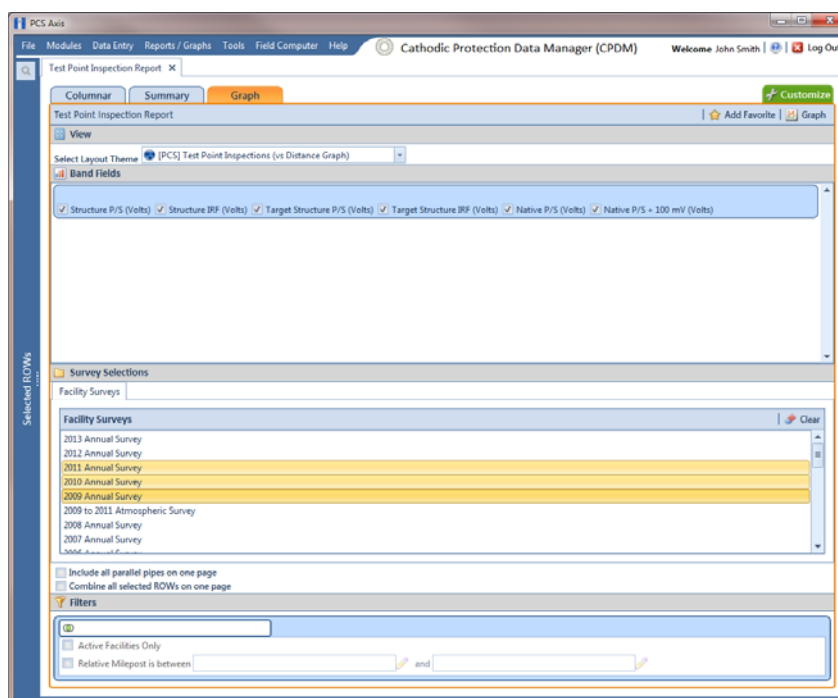 PCS Axis
File Modules Data Entry Reports / Graphs Tools Field Computer Help Cathodic Protection Data Manager (CPDM) Welcome John Smith Log Out
Test Point Inspection Report
Columnar Summary Graph Customize
Test Point Inspection Report Add Favorite Graph
View
Select Layout Theme [PCS] Test Point Inspections (vs Distance Graph)
Band Fields
Structure P/S (Volts) Structure IRF (Volts) Target Structure P/S (Volts) Target Structure IRF (Volts) Native P/S (Volts) Native P/S + 100 mV (Volts)
Selected ROWs
Survey Selections
Facility Surveys
Facility Surveys Clear
2013 Annual Survey
2012 Annual Survey
2011 Annual Survey
2010 Annual Survey
2009 Annual Survey
2009 to 2011 Atmospheric Survey
2008 Annual Survey
2007 Annual Survey
2006 Annual Survey
Include all parallel pipes on one page
Combine all selected ROWs on one page
Filters
Active Facilities Only
Relative Milepost is between and